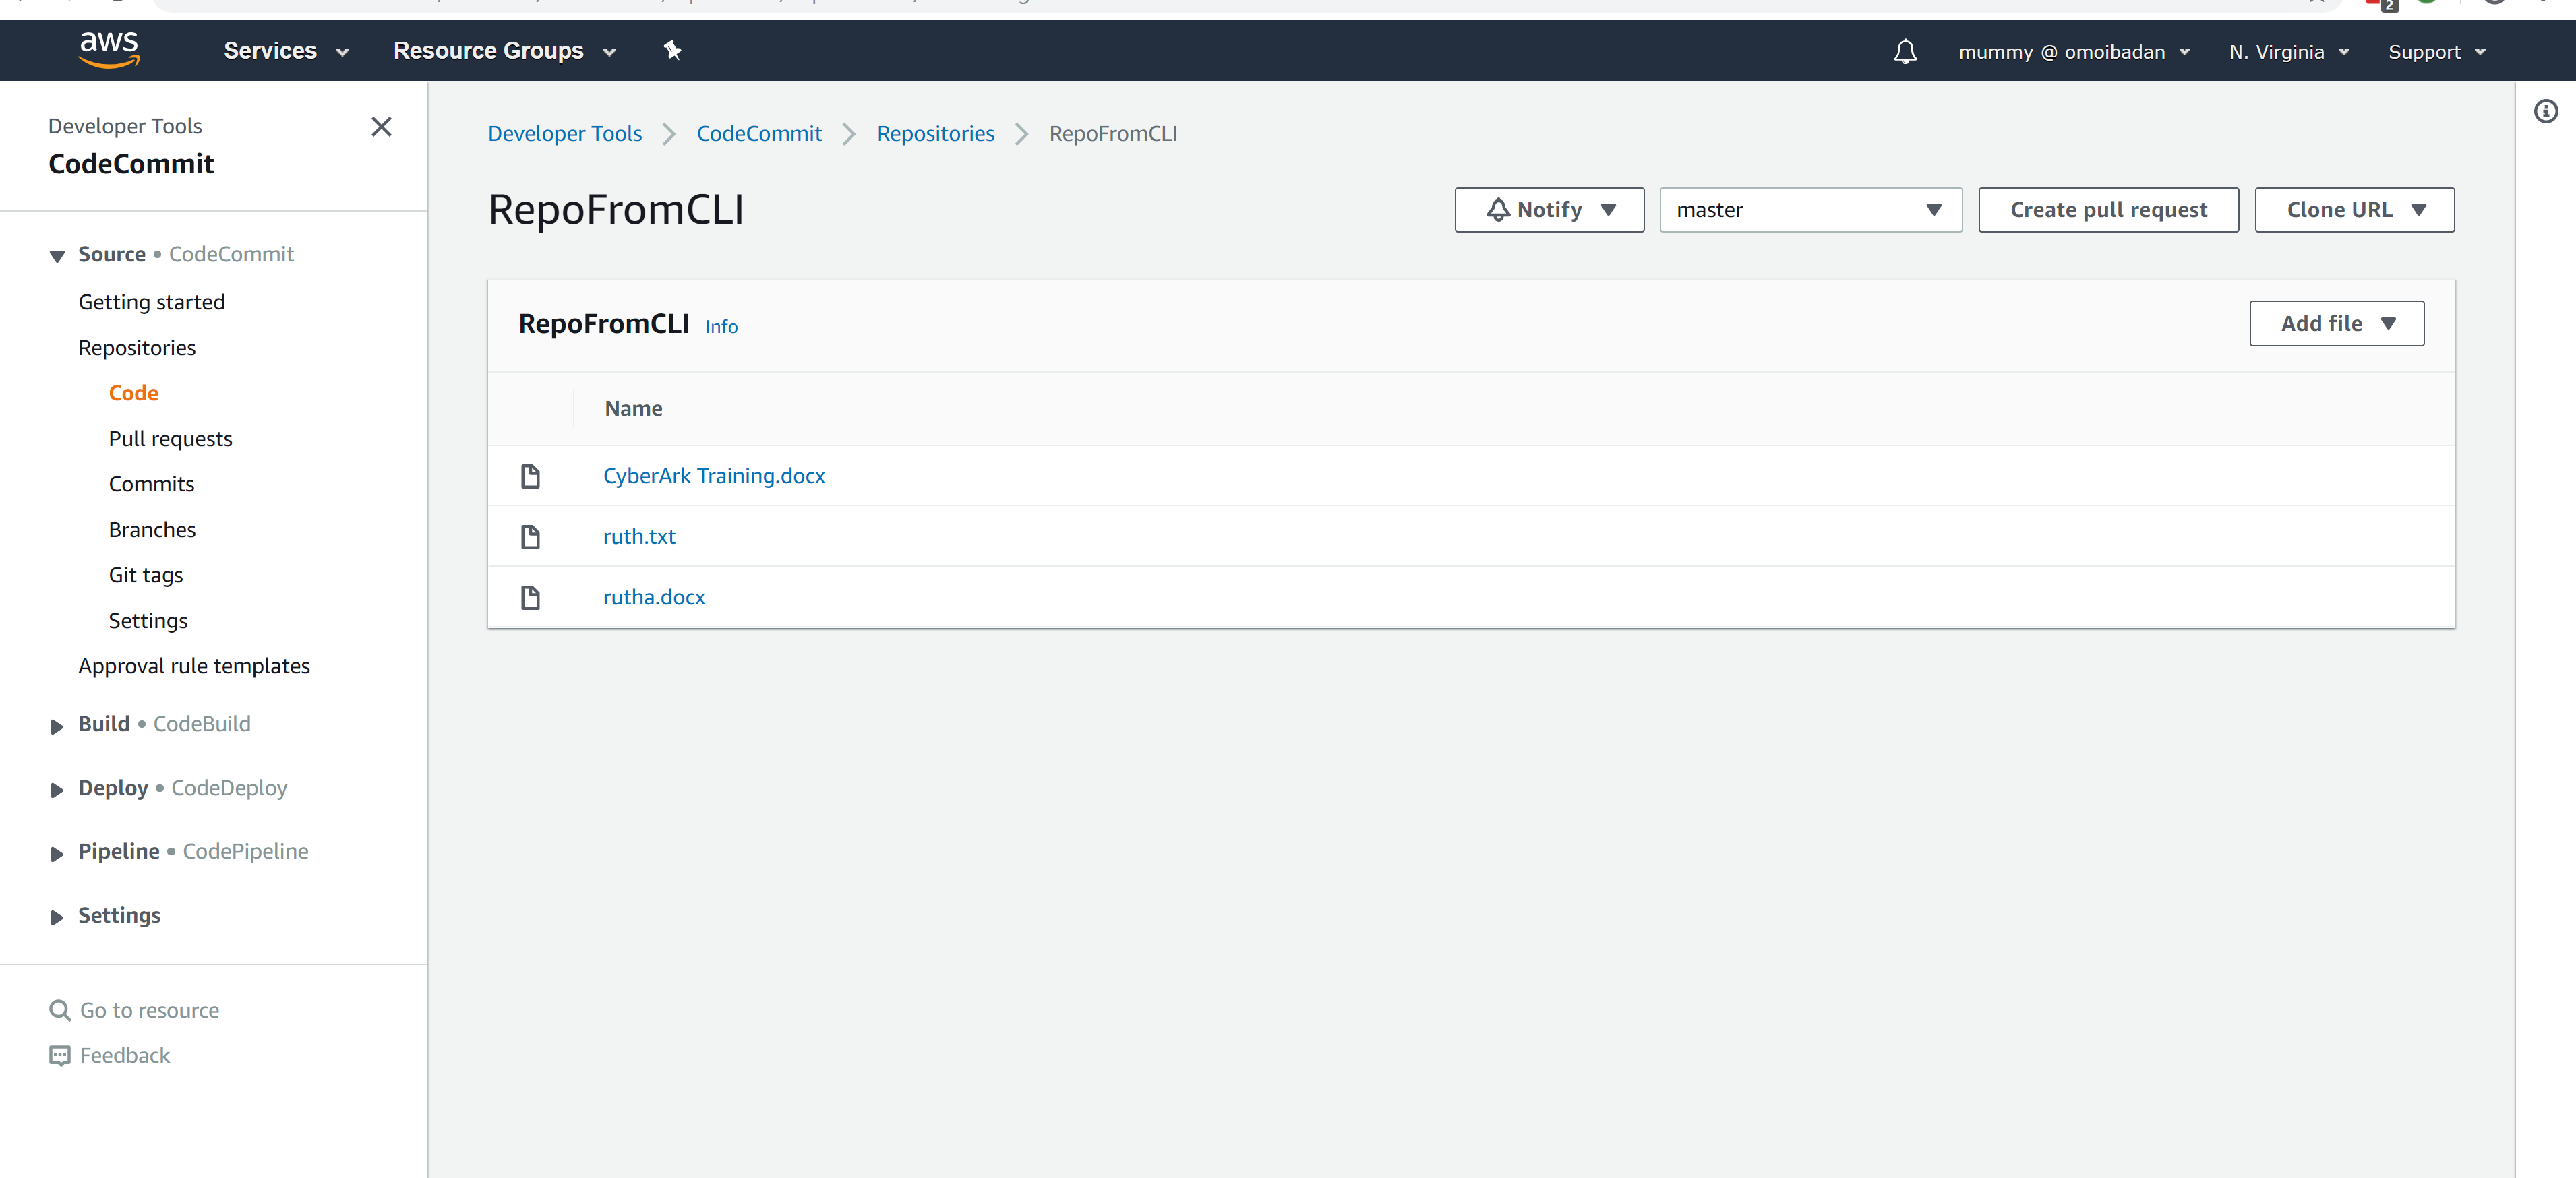 2
aws Services Resource Groups mummy @ omoibadan N. Virginia Support
Developer Tools
CodeCommit
Source • CodeCommit
Getting started
Repositories
Code
Pull requests
Commits
Branches
Git tags
Settings
Approval rule templates
Build • CodeBuild
Deploy • CodeDeploy
Pipeline • CodePipeline
Settings
Go to resource
Feedback
Developer Tools CodeCommit Repositories RepoFromCLI
RepoFromCLI Notify master Create pull request Clone URL
RepoFromCLI Info Add file
Name
CyberArk Training.docx
ruth.txt
rutha.docx